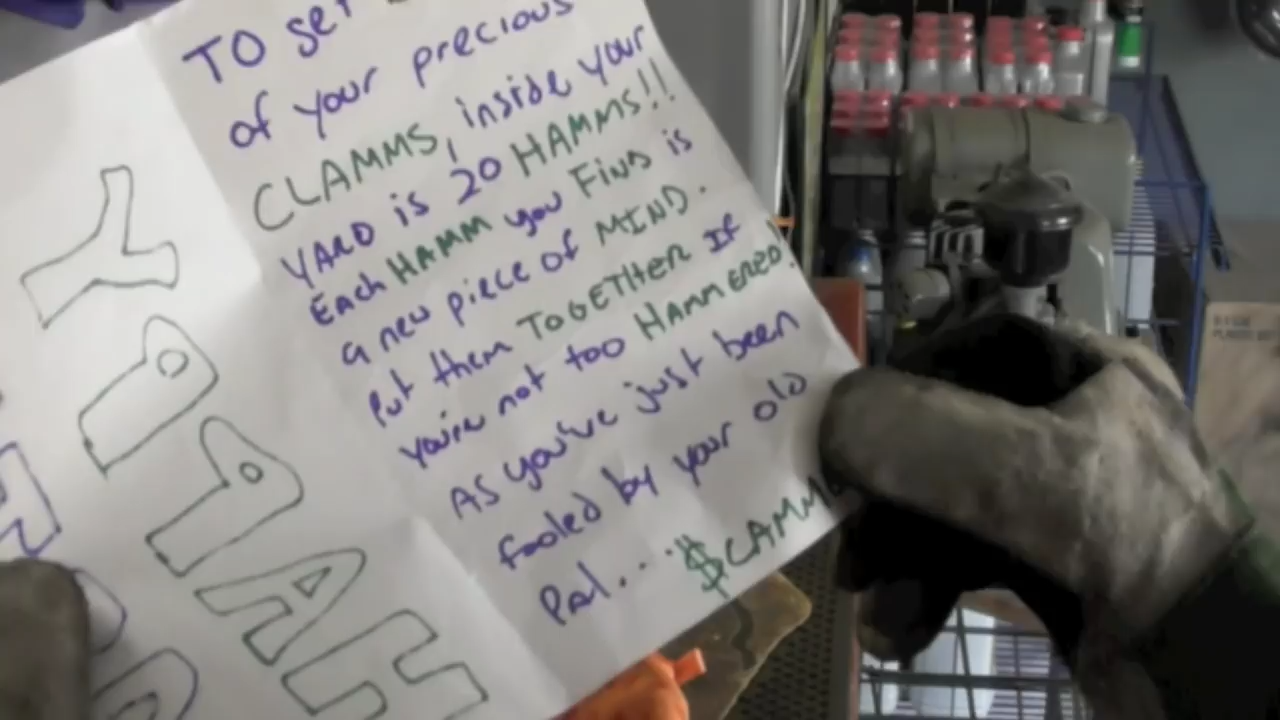 TO set
of your precious
CLAMMS, inside your
YARD is 20 HAMMS!!
Each HAMM you FIND is
a new piece of MIND.
Put them TOGETHER IF
you're not too HAMMERED!
As you've just been
fooled by your old
Pal... "$CLAMM
HAPPY